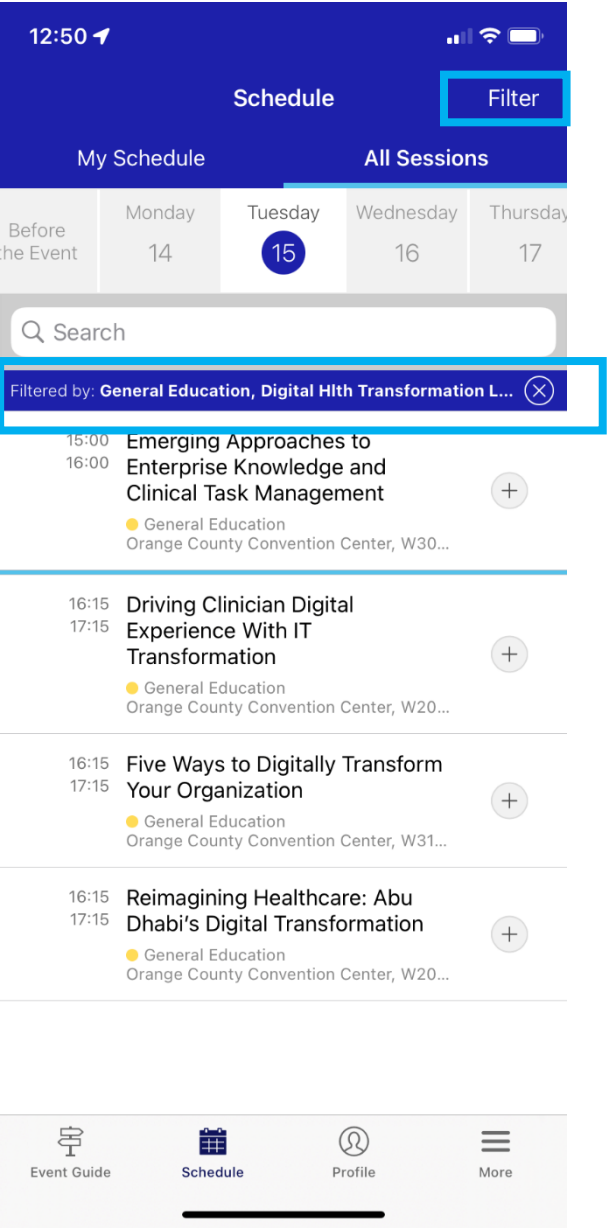 12:50
Schedule
Filter
My Schedule
All Sessions
Before
the Event
Monday
14
Tuesday
15
Wednesday
16
Thursday
17
Search
Filtered by: General Education, Digital Hlth Transformation L...
15:00
16:00
Emerging Approaches to
Enterprise Knowledge and
Clinical Task Management
General Education
Orange County Convention Center, W30...
16:15
17:15
Driving Clinician Digital
Experience With IT
Transformation
General Education
Orange County Convention Center, W20...
16:15
17:15
Five Ways to Digitally Transform
Your Organization
General Education
Orange County Convention Center, W31...
16:15
17:15
Reimagining Healthcare: Abu
Dhabi's Digital Transformation
General Education
Orange County Convention Center, W20...
Event Guide
Schedule
Profile
More